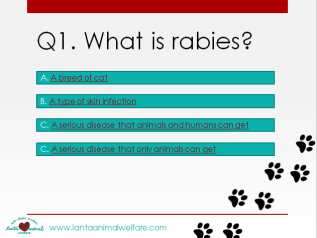 Q1. What is rabies?
A. A breed of cat
B. A type of skin infection
C. A serious disease that animals and humans can get
C. A serious disease that only animals can get
www.lantaanimalwelfare.com